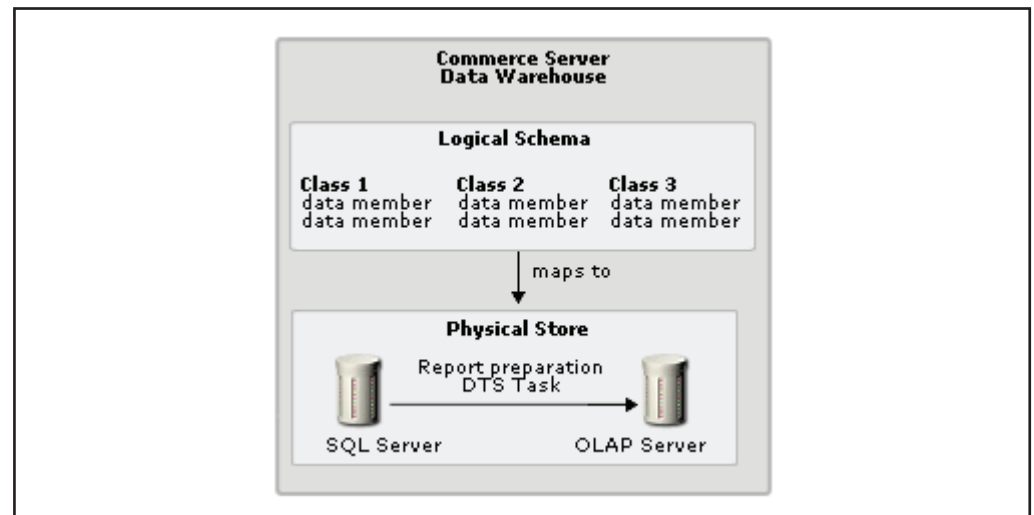 Commerce Server
Data Warehouse
Logical Schema
Class 1
data member
data member
Class 2
data member
data member
Class 3
data member
data member
maps to
Physical Store
Report preparation
DTS Task
SQL Server
OLAP Server